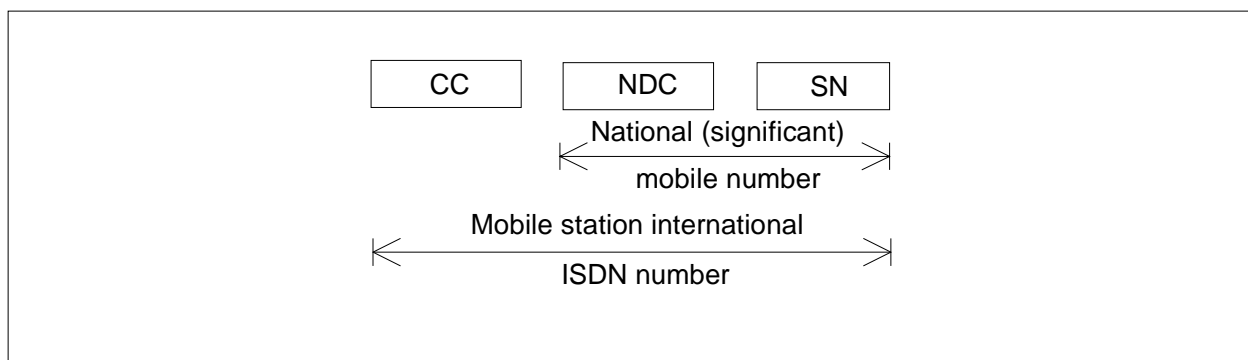 CC NDC SN
National (significant)
mobile number
Mobile station international
ISDN number